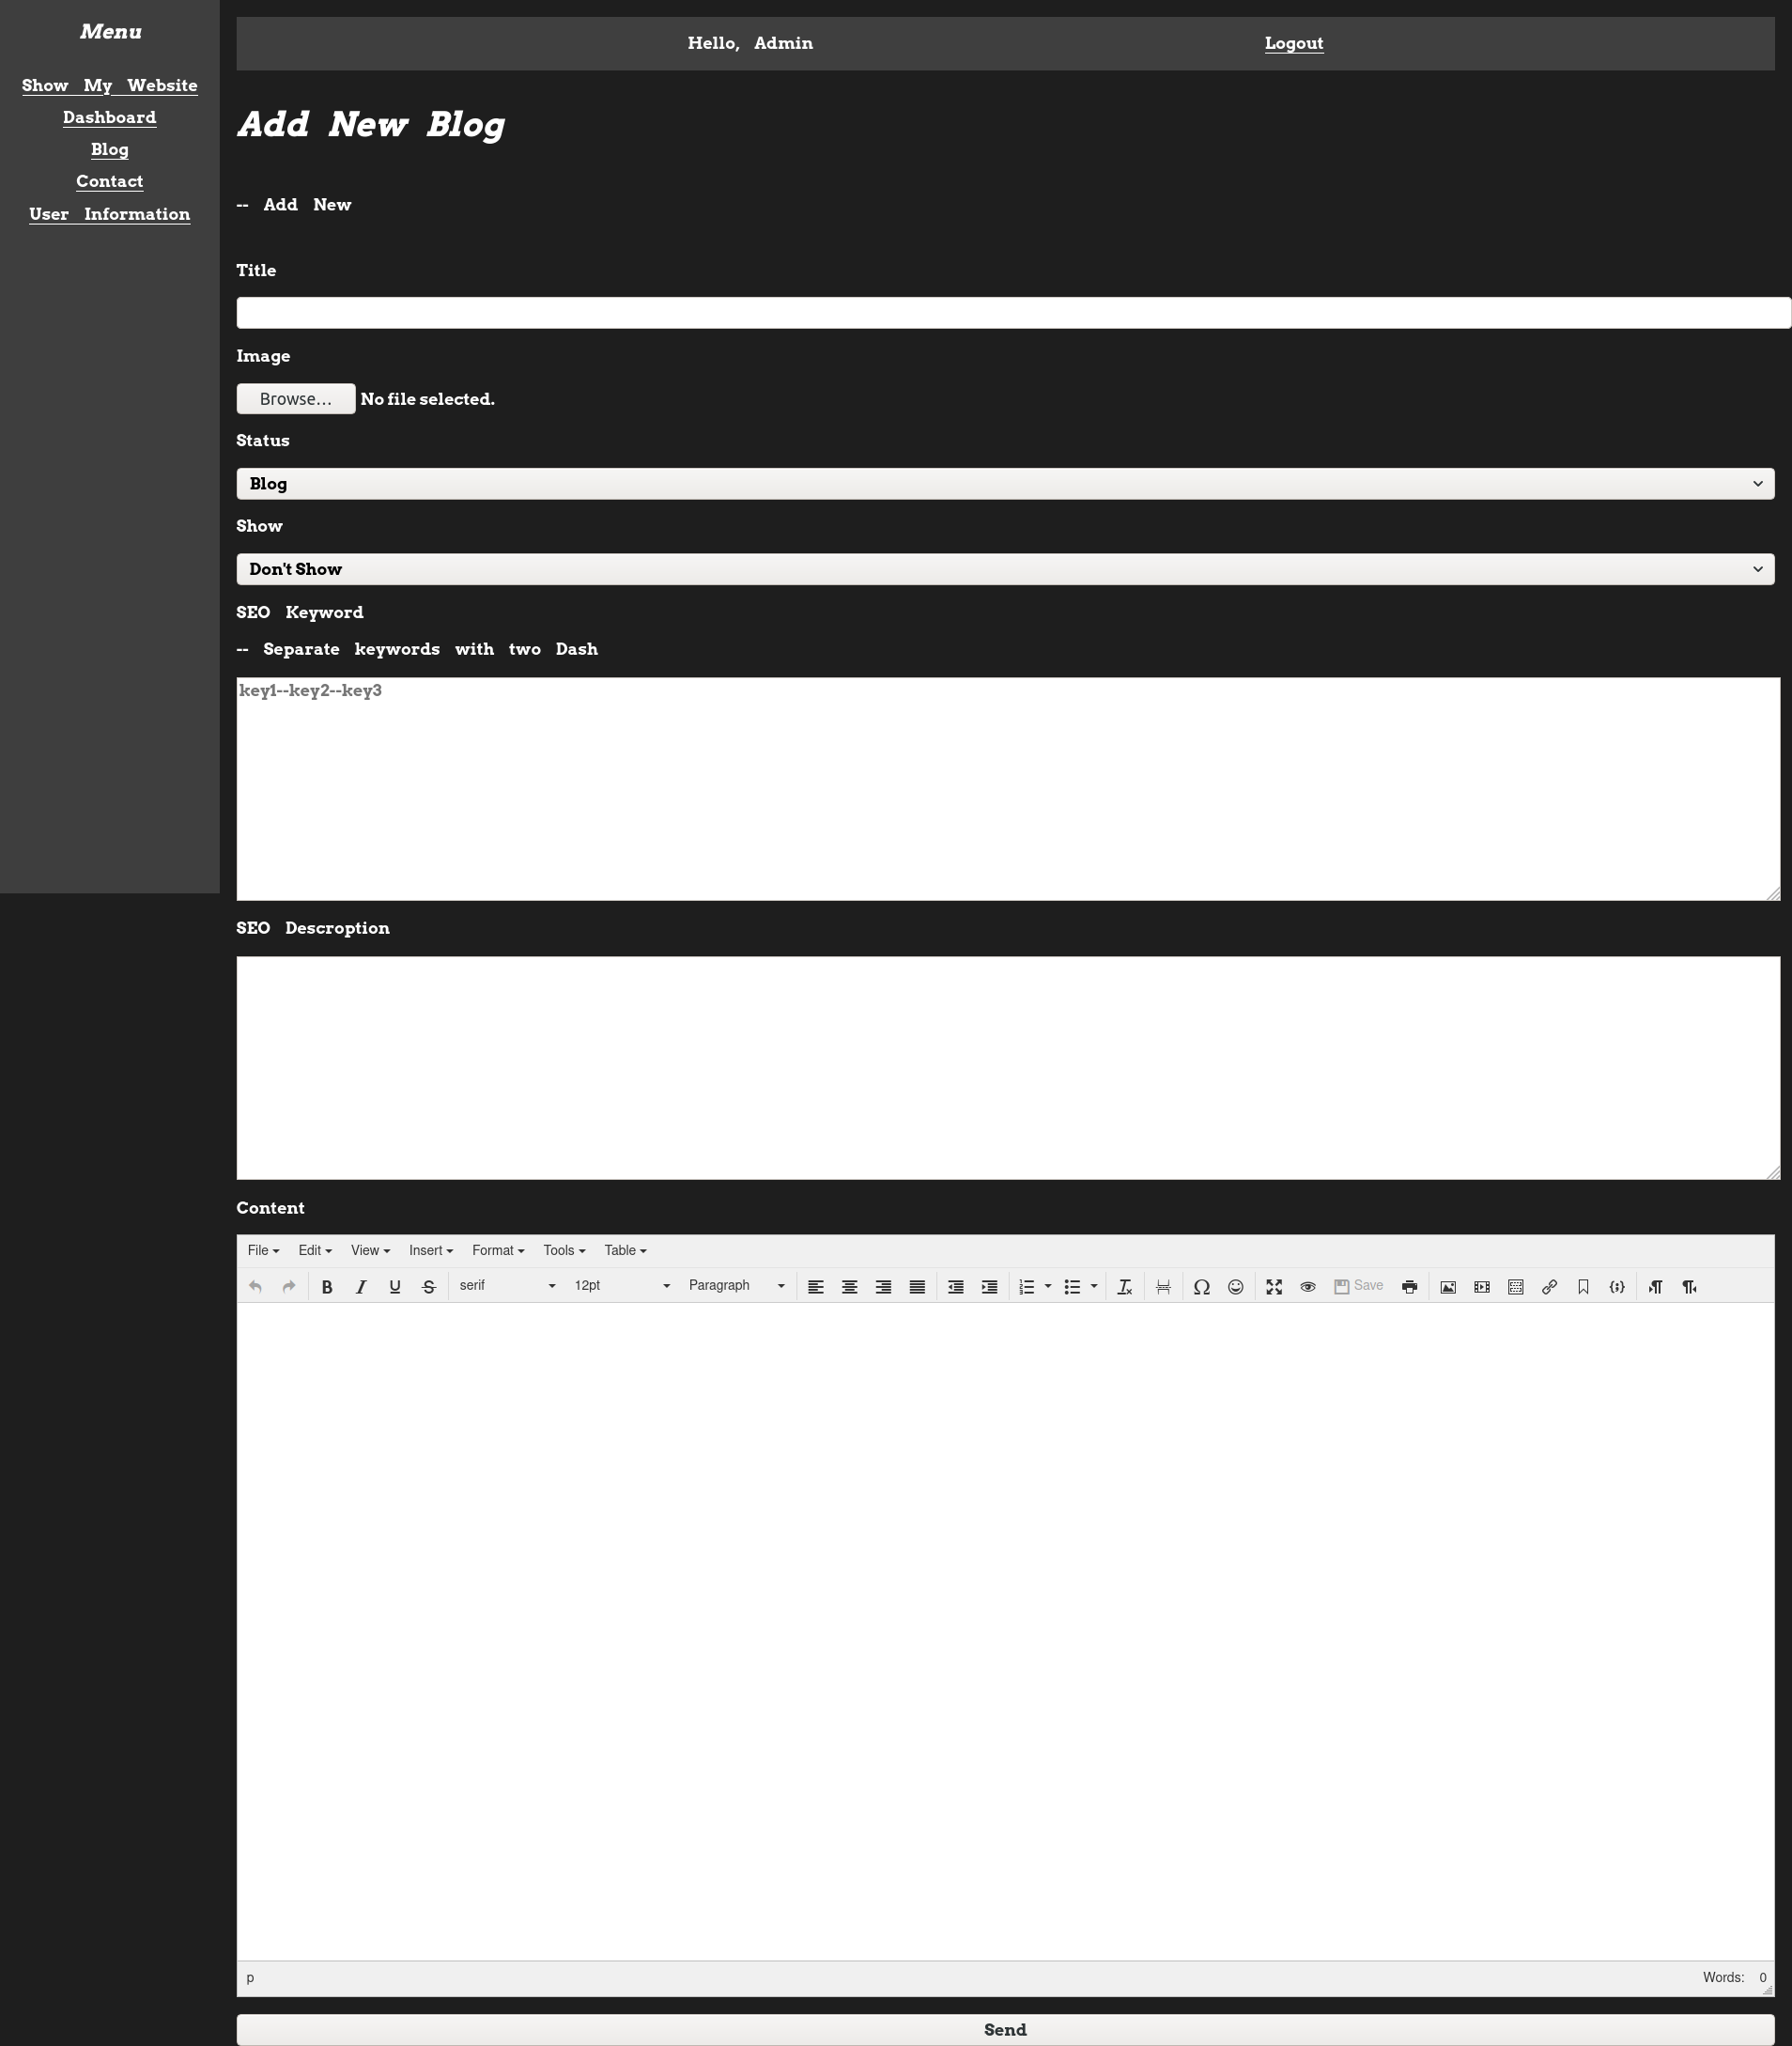 Menu
Show My Website
Dashboard
Blog
Contact
User Information
Hello, Admin
Logout
Add New Blog
-- Add New
Title
Image
Browse... No file selected.
Status
Blog
Show
Don't Show
SEO Keyword
-- Separate keywords with two Dash
key1--key2--key3
SEO Descroption
Content
File Edit View Insert Format Tools Table
serif 12pt Paragraph Save
p Words: 0
Send